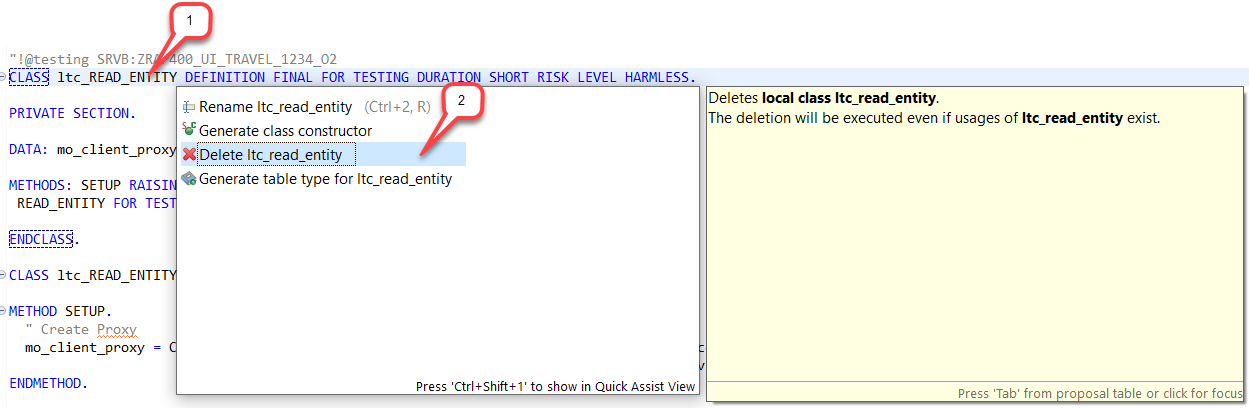 1
"!@testing SRVB:ZRA 400_UI_TRAVEL_1234_O2
CLASS ltc_READ_ENTITY DEFINITION FINAL FOR TESTING DURATION SHORT RISK LEVEL HARMLESS.
PRIVATE SECTION.
DATA: mo_client_proxy
METHODS: SETUP RAISIN
READ_ENTITY FOR TEST
ENDCLASS.
CLASS ltc_READ_ENTITY
METHOD SETUP.
" Create Proxy
mo_client_proxy = C
ENDMETHOD.
Rename ltc_read_entity (Ctrl+2, R)
2
Generate class constructor
Delete ltc_read_entity
Generate table type for ltc_read_entity
Press 'Ctrl+Shift+1' to show in Quick Assist View
c
v
Deletes local class ltc_read_entity.
The deletion will be executed even if usages of ltc_read_entity exist.
Press 'Tab' from proposal table or click for focus